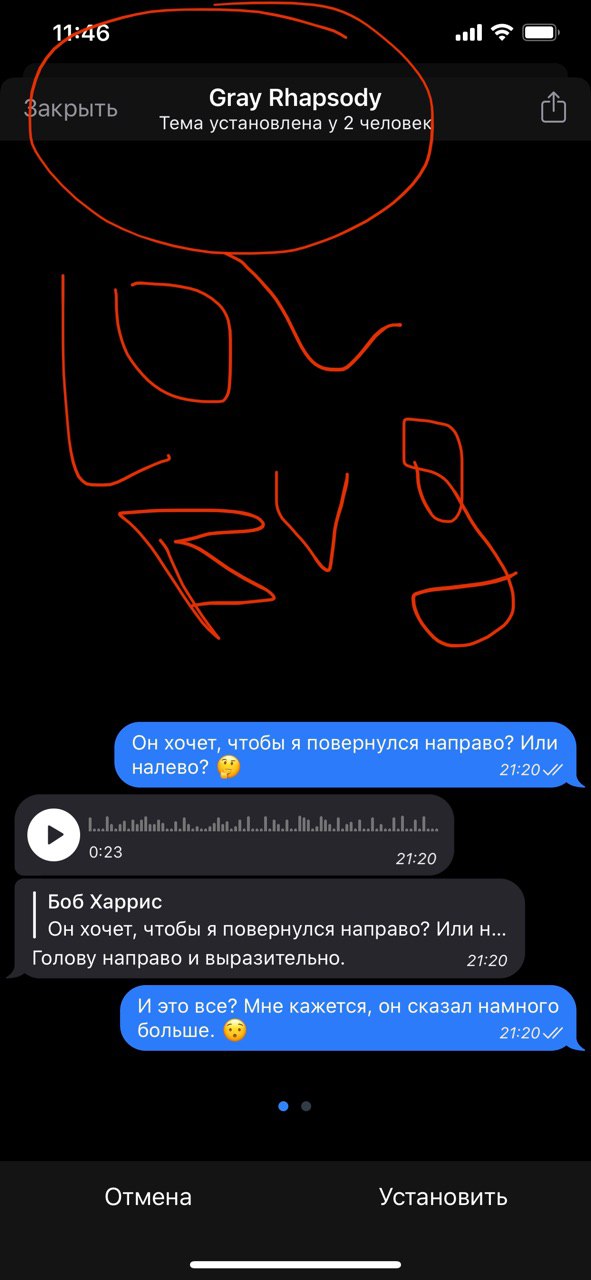 11:46
Закрыть
Gray Rhapsody
Тема установлена у 2 человек
Он хочет, чтобы я повернулся направо? Или
налево? 🤔
21:20
0:23
21:20
Боб Харрис
Он хочет, чтобы я повернулся направо? Или н...
Голову направо и выразительно.
21:20
И это все? Мне кажется, он сказал намного
больше. 😯
21:20
Отмена
Установить